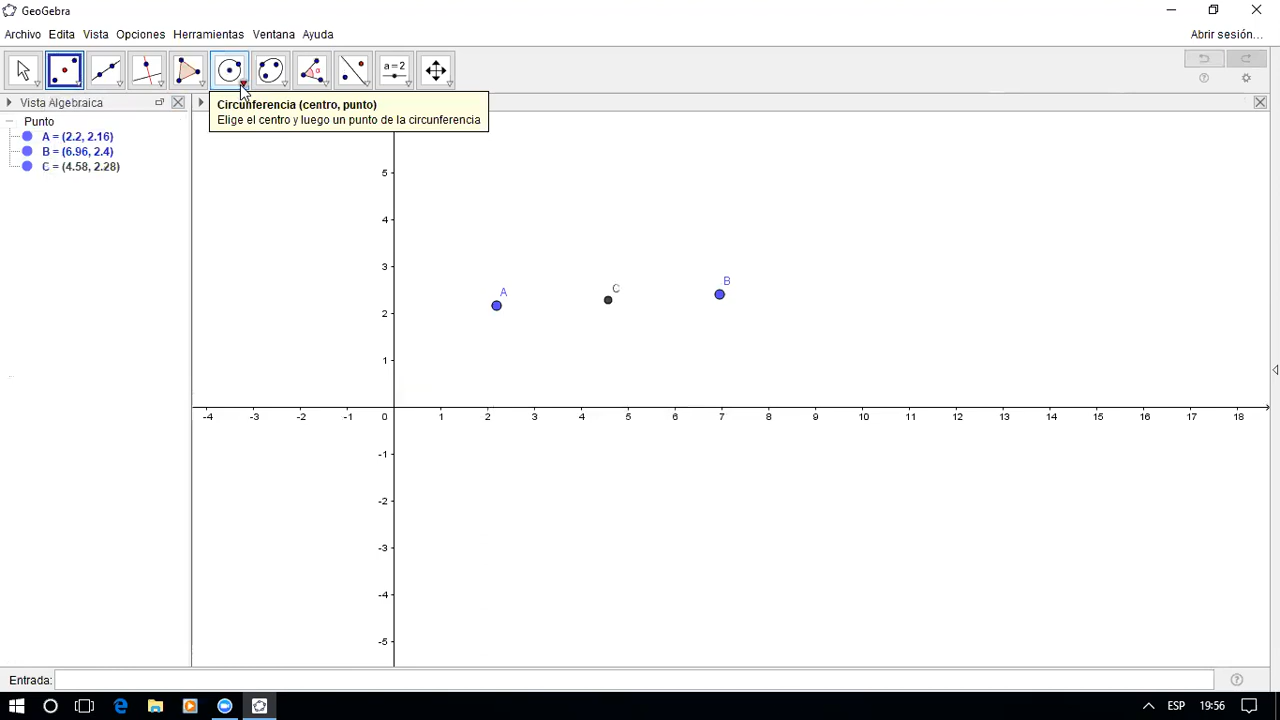 GeoGebra
Archivo Edita Vista Opciones Herramientas Ventana Ayuda
Abrir sesión...
a=2
Vista Algebraica
Circunferencia (centro, punto)
Elige el centro y luego un punto de la circunferencia
Punto
A = (2.2, 2.16)
B = (6.96, 2.4)
C = (4.58, 2.28)
5
4
3
2
1
A
C
B
-4 -3 -2 -1 0 1 2 3 4 5 6 7 8 9 10 11 12 13 14 15 16 17 18
-1
-2
-3
-4
-5
Entrada:
ESP 19:56